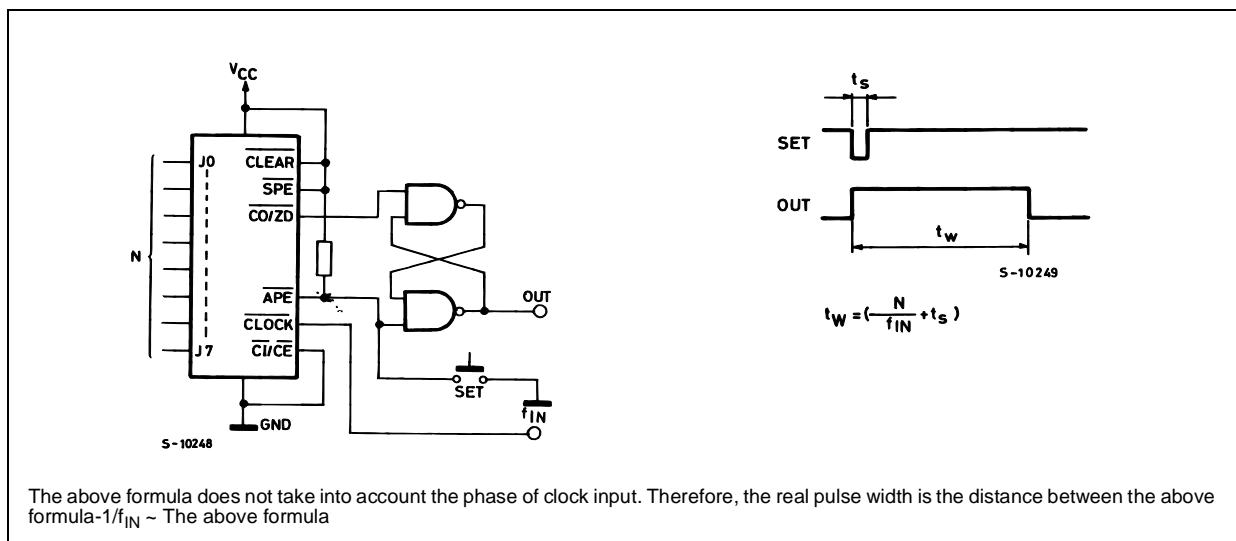 VCC
J0
CLEAR
SPE
CO/ZD
N
APE
CLOCK
J7
CI/CE
GND
S-10248
OUT
SET
fIN
tS
SET
OUT
tW
S-10249
tW = (N/fIN + tS)
The above formula does not take into account the phase of clock input. Therefore, the real pulse width is the distance between the above
formula-1/fIN ~ The above formula